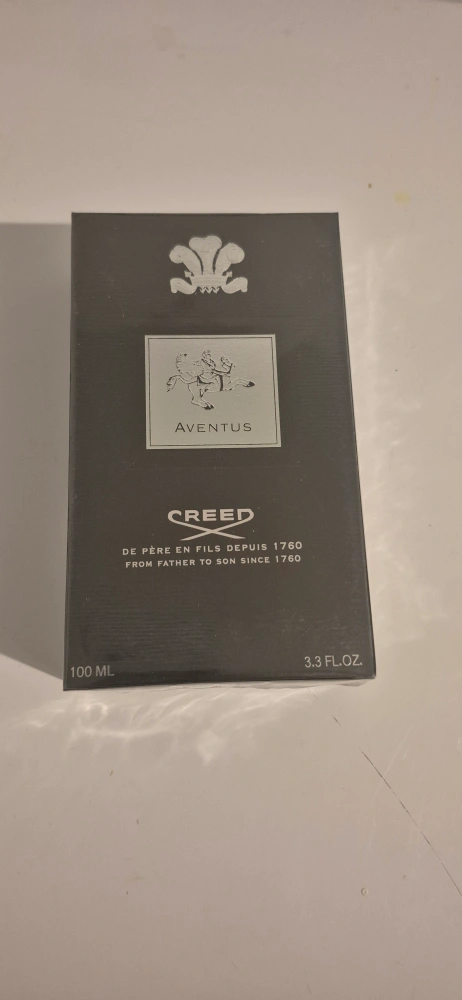 AVENTUS
CREED
DE PÈRE EN FILS DEPUIS 1760
FROM FATHER TO SON SINCE 1760
100 ML 3.3 FL.OZ.